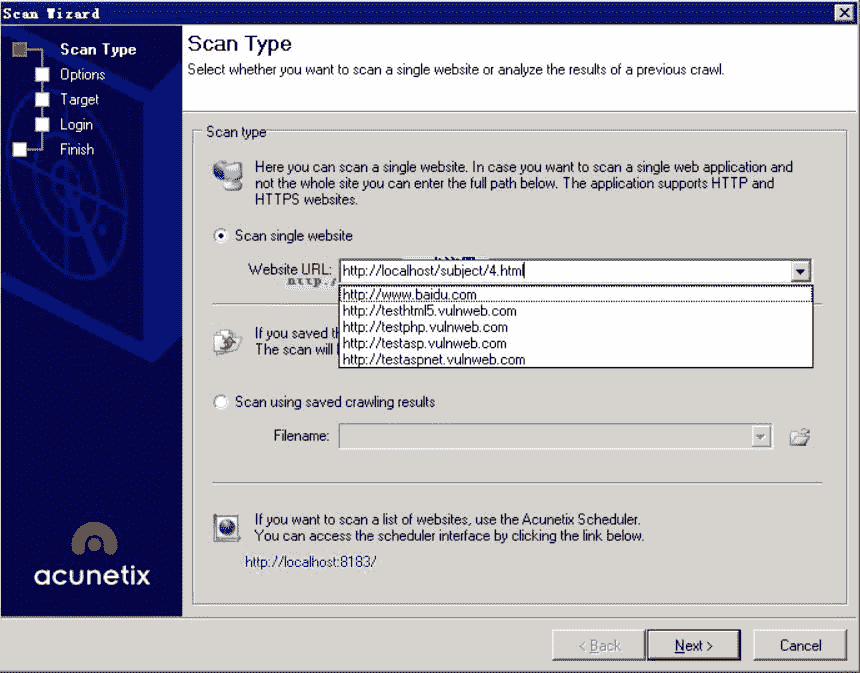 Scan Wizard
Scan Type
Options
Target
Login
Finish
acunetix
Scan Type
Select whether you want to scan a single website or analyze the results of a previous crawl.
Scan type
Here you can scan a single website. In case you want to scan a single web application and
not the whole site you can enter the full path below. The application supports HTTP and
HTTPS websites.
Scan single website
Website URL: http://localhost/subject/4.html
http://www.baidu.com
http://testhtml5.vulnweb.com
http://testphp.vulnweb.com
http://testasp.vulnweb.com
http://testaspnet.vulnweb.com
If you saved
The scan will
Scan using saved crawling results
Filename:
If you want to scan a list of websites, use the Acunetix Scheduler.
You can access the scheduler interface by clicking the link below.
http://localhost:8183/
< Back
Next >
Cancel